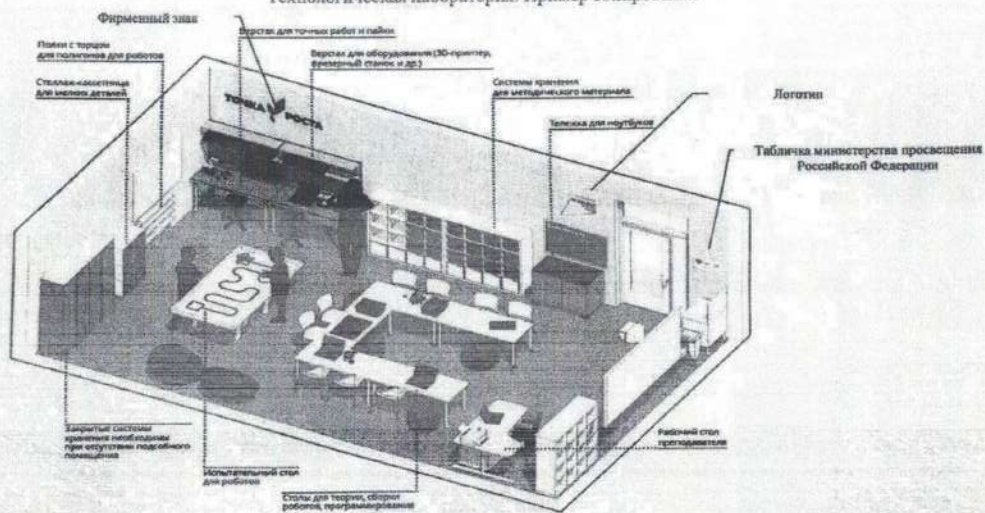 Технологическая лаборатория. Пример зонирования
Фирменный знак
Верстак для точных работ и пайки
Полки с торцом
для полигонов для роботов
Верстак для оборудования (3D-принтер,
фрезерный станок и др.)
Стеллаж-кассетница
для мелких деталей
Системы хранения
для методического материала
Логотип
Тележка для ноутбуков
ТОЧКА РОСТА
Табличка министерства просвещения
Российской Федерации
Закрытые системы
хранения необходимы
при отсутствии подсобного
помещения
Рабочий стол
преподавателя
Испытательный стол
для роботов
Столы для теории, сборки
роботов, программирования